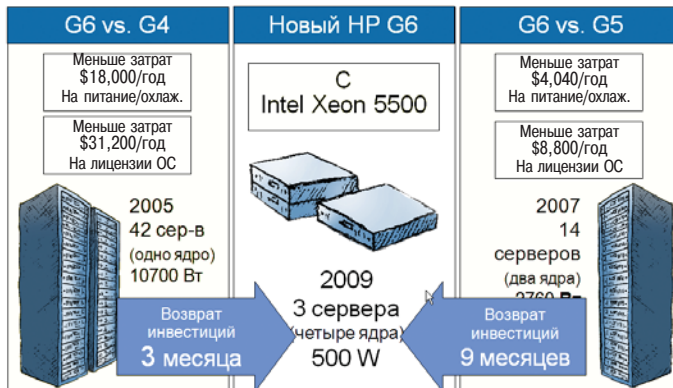 G6 vs. G4
Меньше затрат
$18,000/год
На питание/охлаж.
Меньше затрат
$31,200/год
На лицензии ОС
2005
42 сер-в
(одно ядро)
10700 Вт
Возврат
инвестиций
3 месяца
Новый HP G6
С
Intel Xeon 5500
2009
3 сервера
(четыре ядра)
500 W
G6 vs. G5
Меньше затрат
$4,040/год
На питание/охлаж.
Меньше затрат
$8,800/год
На лицензии ОС
2007
14
серверов
(два ядра)
2760 Вт
Возврат
инвестиций
9 месяцев